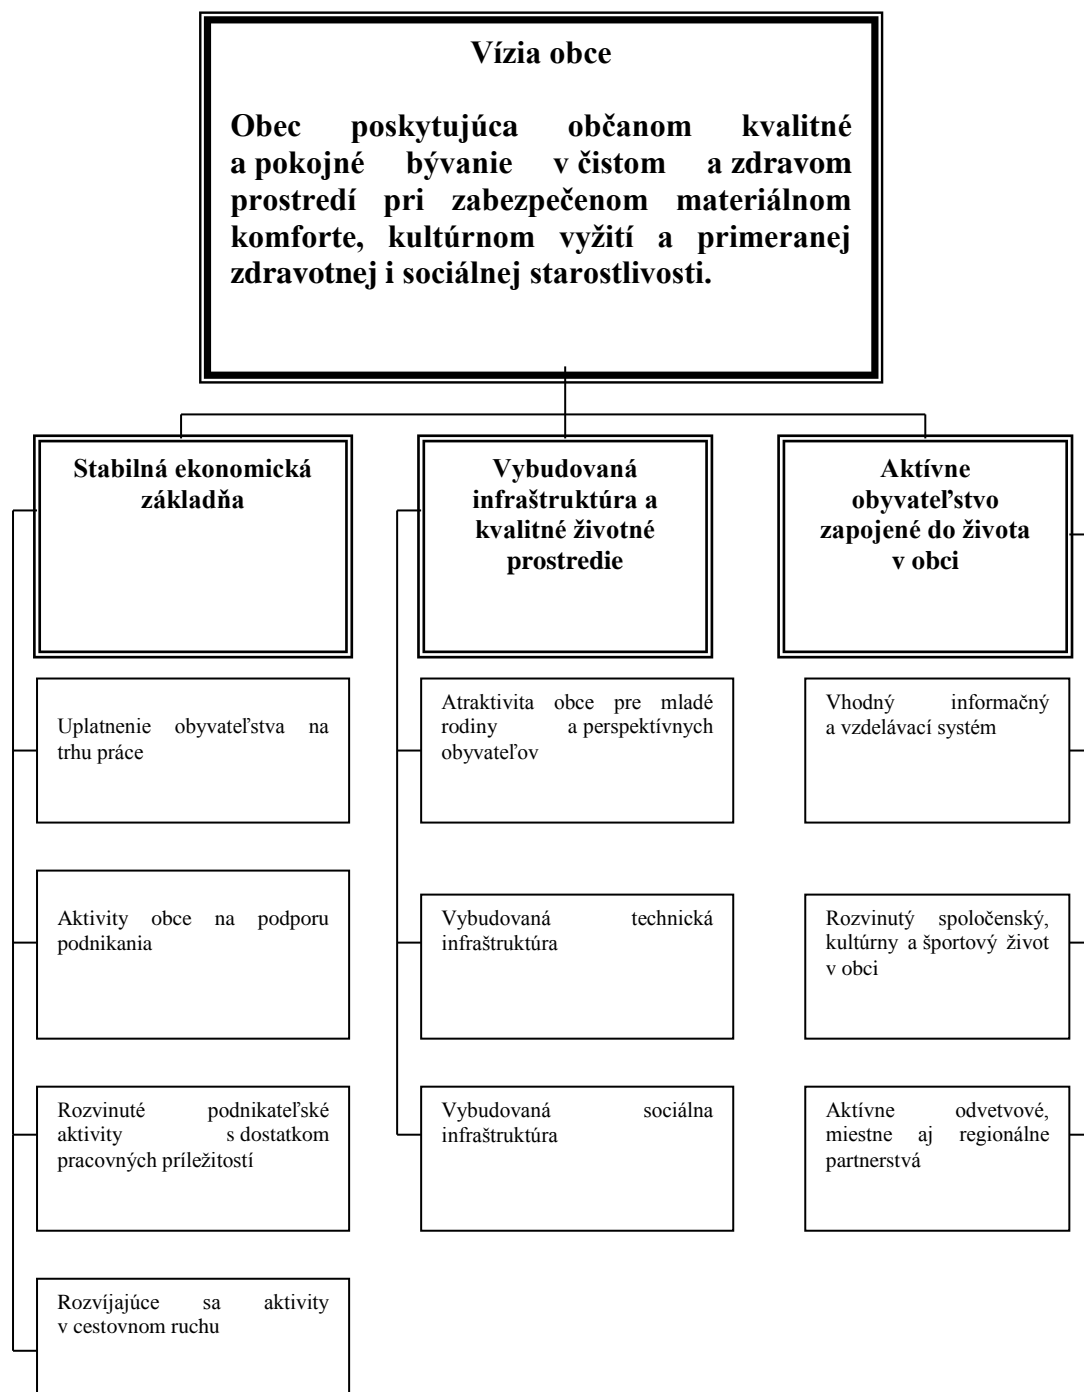 Vízia obce
Obec poskytujúca občanom kvalitné
a pokojné bývanie v čistom a zdravom
prostredí pri zabezpečenom materiálnom
komforte, kultúrnom vyžití a primeranej
zdravotnej i sociálnej starostlivosti.
Stabilná ekonomická
základňa
Uplatnenie obyvateľstva na
trhu práce
Aktivity obce na podporu
podnikania
Rozvinuté podnikateľské
aktivity s dostatkom
pracovných príležitostí
Rozvíjajúce sa aktivity
v cestovnom ruchu
Vybudovaná
infraštruktúra a
kvalitné životné
prostredie
Atraktivita obce pre mladé
rodiny a perspektívnych
obyvateľov
Vybudovaná technická
infraštruktúra
Vybudovaná sociálna
infraštruktúra
Aktívne
obyvateľstvo
zapojené do života
v obci
Vhodný informačný
a vzdelávací systém
Rozvinutý spoločenský,
kultúrny a športový život
v obci
Aktívne odvetvové,
miestne aj regionálne
partnerstvá